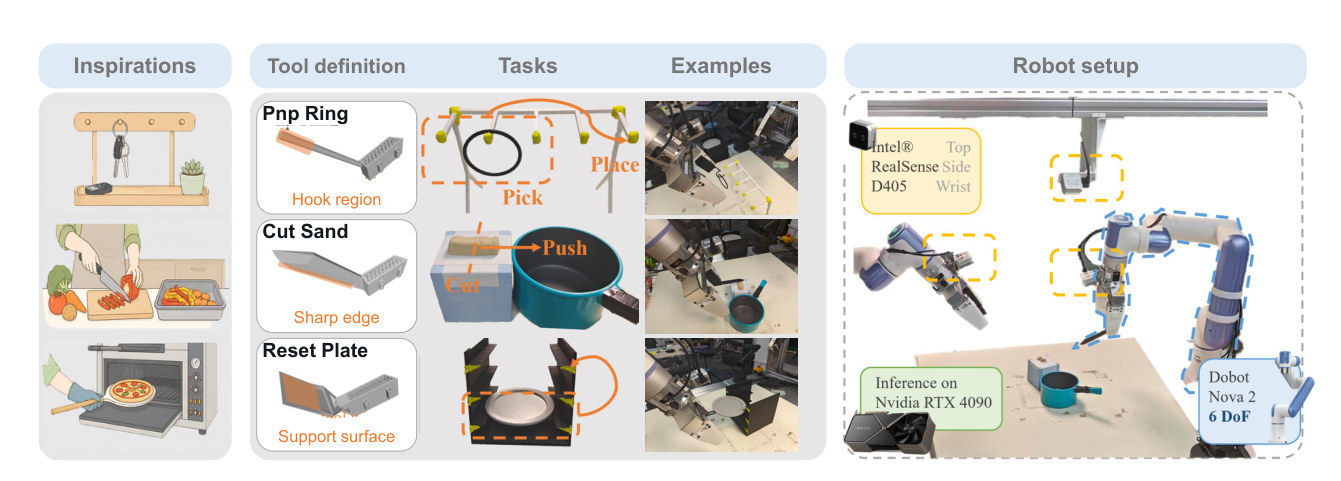 Inspirations
Tool definition
Tasks
Examples
Robot setup
Pnp Ring
Hook region
Pick
Place
Cut Sand
Sharp edge
Cut
Push
Reset Plate
Support surface
Intel®
RealSense
D405
Top
Side
Wrist
Inference on
Nvidia RTX 4090
Dobot
Nova 2
6 DoF